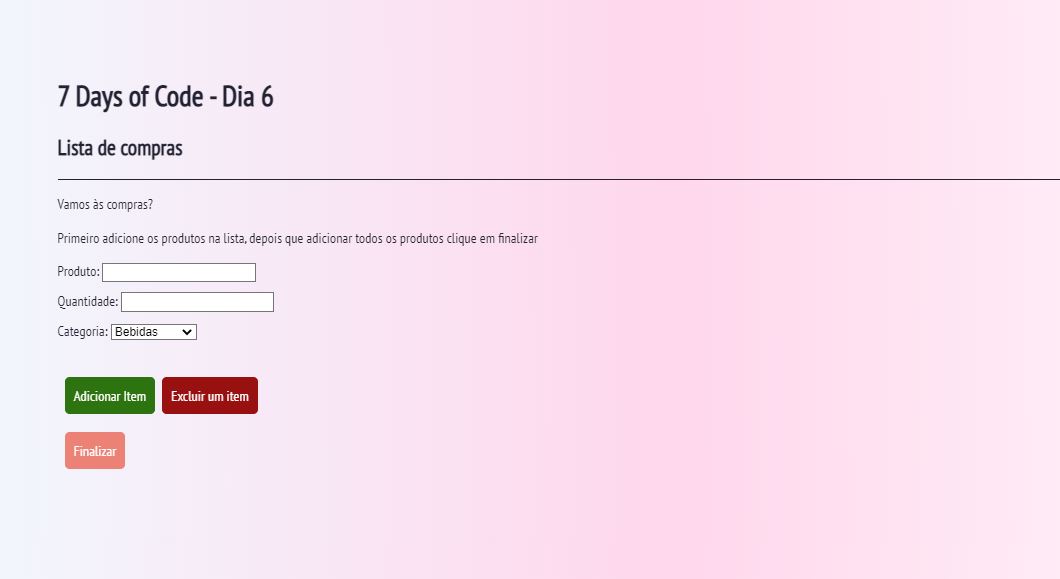 7 Days of Code - Dia 6
Lista de compras
Vamos às compras?
Primeiro adicione os produtos na lista, depois que adicionar todos os produtos clique em finalizar
Produto:
Quantidade:
Categoria: Bebidas
Adicionar Item Excluir um item
Finalizar